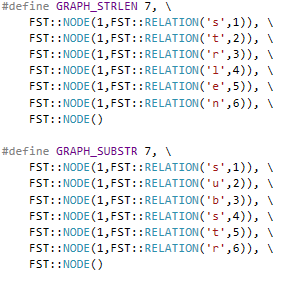 #define GRAPH_STRLEN 7, \
FST::NODE(1,FST::RELATION('s',1)), \
FST::NODE(1,FST::RELATION('t',2)), \
FST::NODE(1,FST::RELATION('r',3)), \
FST::NODE(1,FST::RELATION('l',4)), \
FST::NODE(1,FST::RELATION('e',5)), \
FST::NODE(1,FST::RELATION('n',6)), \
FST::NODE()
#define GRAPH_SUBSTR 7, \
FST::NODE(1,FST::RELATION('s',1)), \
FST::NODE(1,FST::RELATION('u',2)), \
FST::NODE(1,FST::RELATION('b',3)), \
FST::NODE(1,FST::RELATION('s',4)), \
FST::NODE(1,FST::RELATION('t',5)), \
FST::NODE(1,FST::RELATION('r',6)), \
FST::NODE()